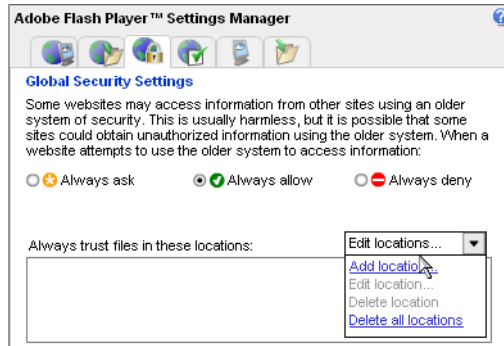 Adobe Flash Player™ Settings Manager
?
Global Security Settings
Some websites may access information from other sites using an older
system of security. This is usually harmless, but it is possible that some
sites could obtain unauthorized information using the older system. When a
website attempts to use the older system to access information:
Always ask
Always allow
Always deny
Always trust files in these locations:
Edit locations...
Add location...
Edit location...
Delete location
Delete all locations